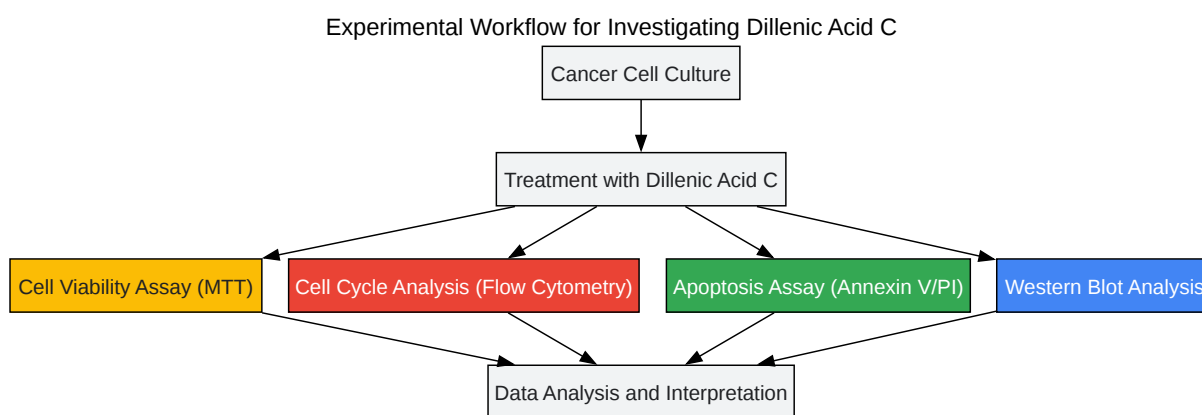 Experimental Workflow for Investigating Dillenic Acid C
Cancer Cell Culture
Treatment with Dillenic Acid C
Cell Viability Assay (MTT)
Cell Cycle Analysis (Flow Cytometry)
Apoptosis Assay (Annexin V/PI)
Western Blot Analysis
Data Analysis and Interpretation